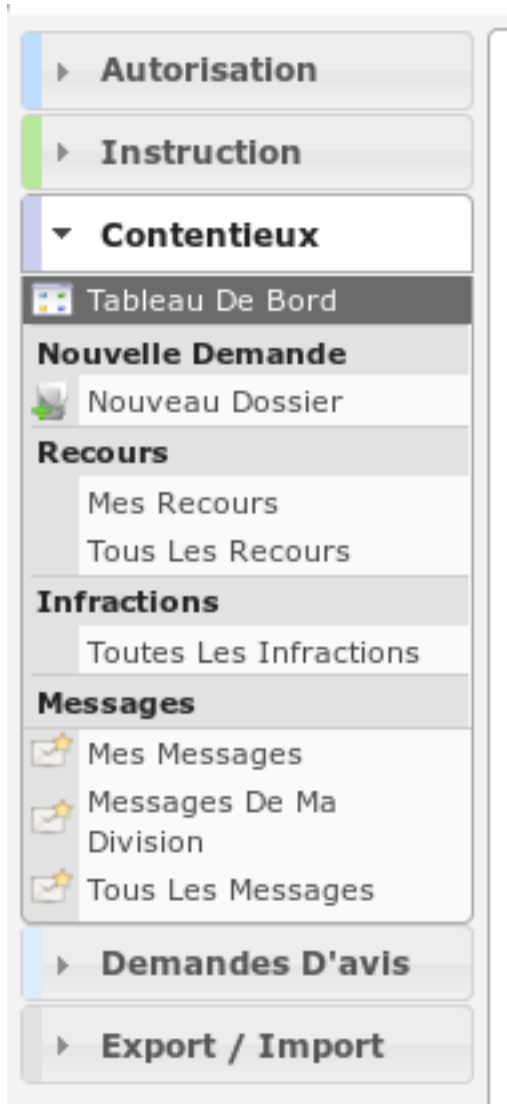 Autorisation
Instruction
Contentieux
Tableau De Bord
Nouvelle Demande
Nouveau Dossier
Recours
Mes Recours
Tous Les Recours
Infractions
Toutes Les Infractions
Messages
Mes Messages
Messages De Ma
Division
Tous Les Messages
Demandes D'avis
Export / Import